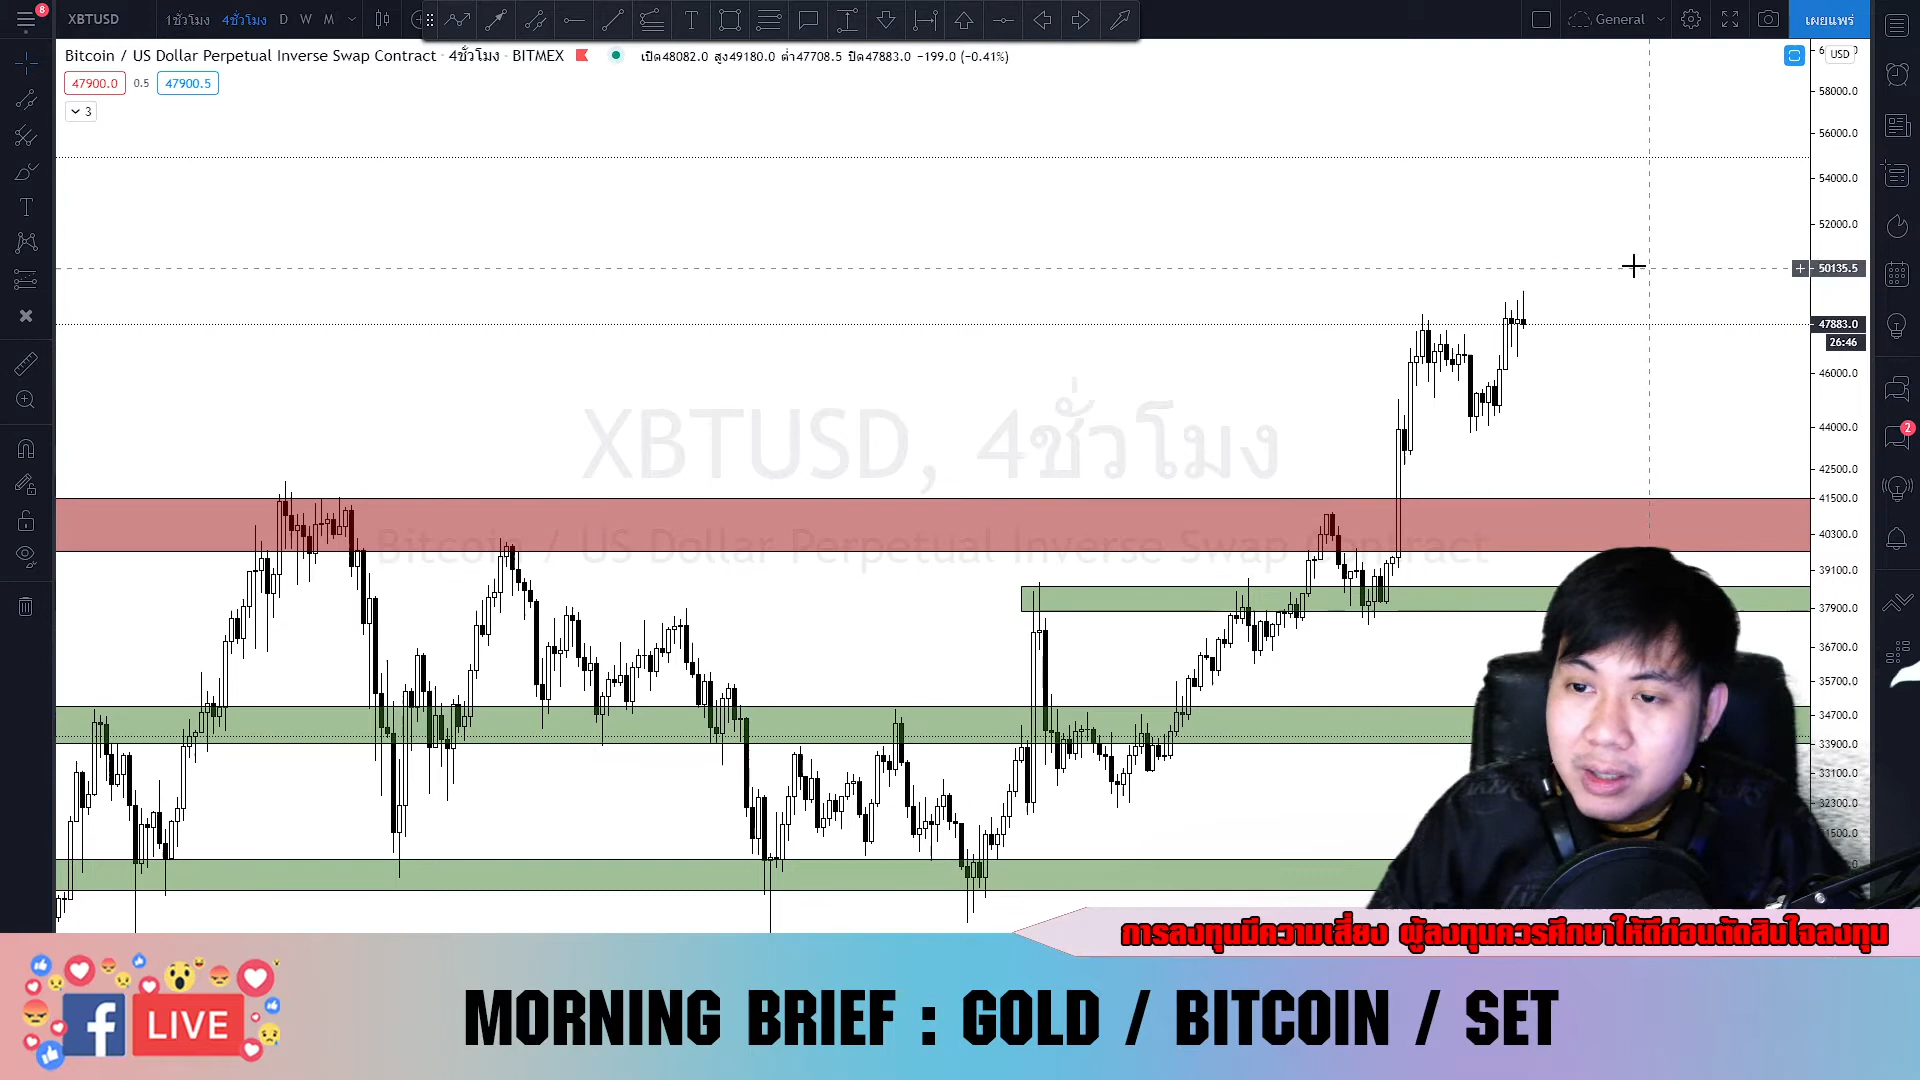 8
XBTUSD
1ชั่วโมง 4ชั่วโมง D W M
General
เผยแพร่
Bitcoin / US Dollar Perpetual Inverse Swap Contract · 4ชั่วโมง · BITMEX
เปิด48082.0 สูง49180.0 ต่ำ47708.5 ปิด47883.0 −199.0 (−0.41%)
USD
47900.0 0.5 47900.5
3
58000.0
56000.0
54000.0
52000.0
50135.5
47883.0
26:46
46000.0
44000.0
42500.0
41500.0
40300.0
39100.0
37900.0
36700.0
35700.0
34700.0
33900.0
33100.0
32300.0
31500.0
2
XBTUSD, 4ชั่วโมง
Bitcoin / US Dollar Perpetual Inverse Swap Contract
การลงทุนมีความเสี่ยง ผู้ลงทุนควรศึกษาให้ดีก่อนตัดสินใจลงทุน
f LIVE
MORNING BRIEF : GOLD / BITCOIN / SET